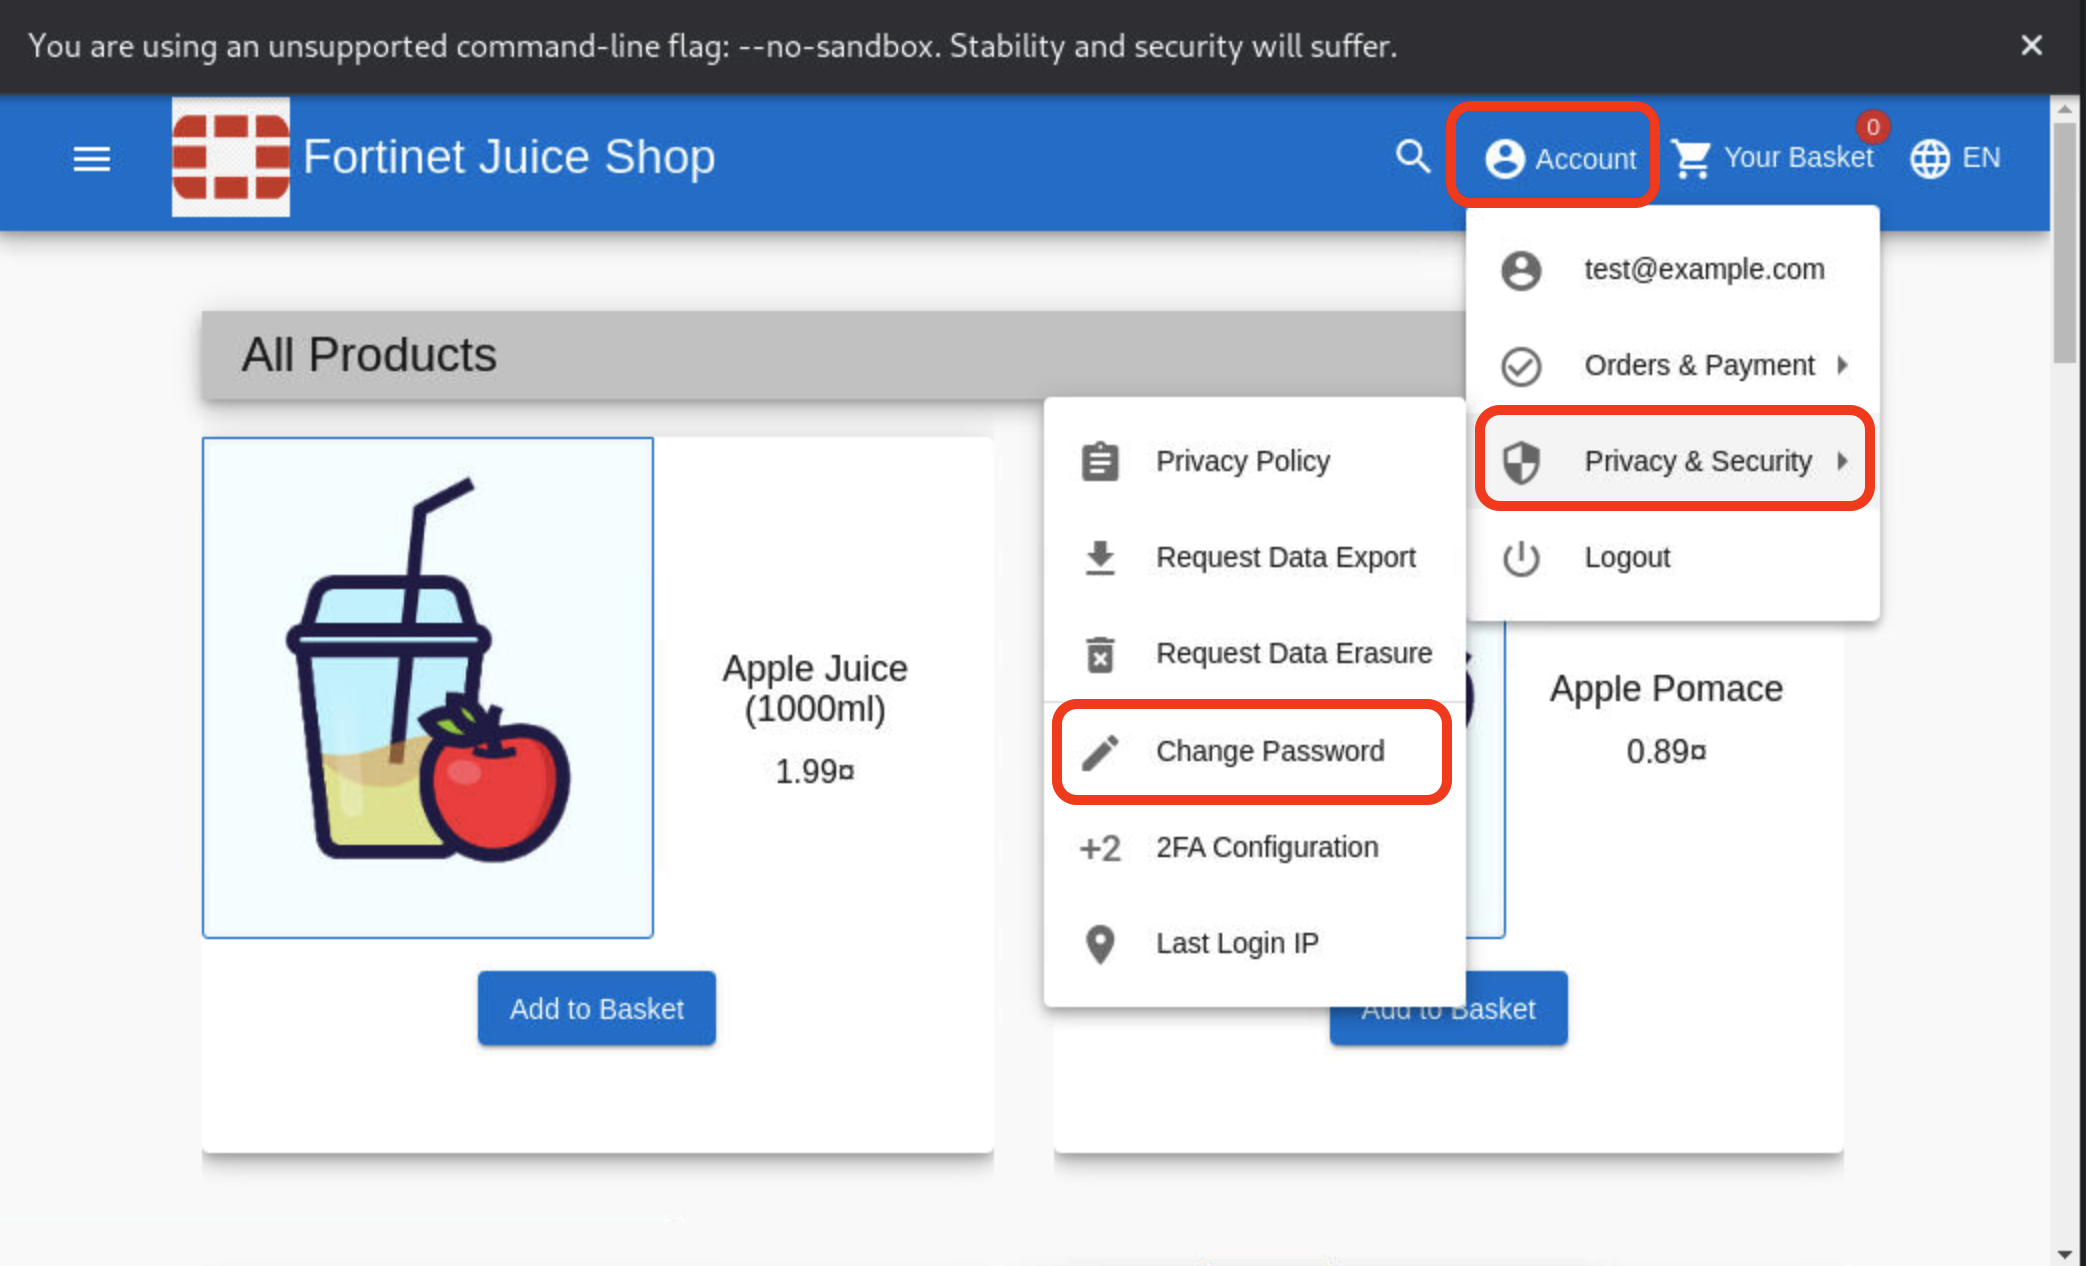 You are using an unsupported command-line flag: --no-sandbox. Stability and security will suffer.
Fortinet Juice Shop
Account
0
Your Basket
EN
test@example.com
All Products
Orders & Payment
Privacy & Security
Logout
Privacy Policy
Request Data Export
Request Data Erasure
Change Password
+2 2FA Configuration
Last Login IP
Apple Juice
(1000ml)
1.99¤
Add to Basket
Apple Pomace
0.89¤
Add to Basket